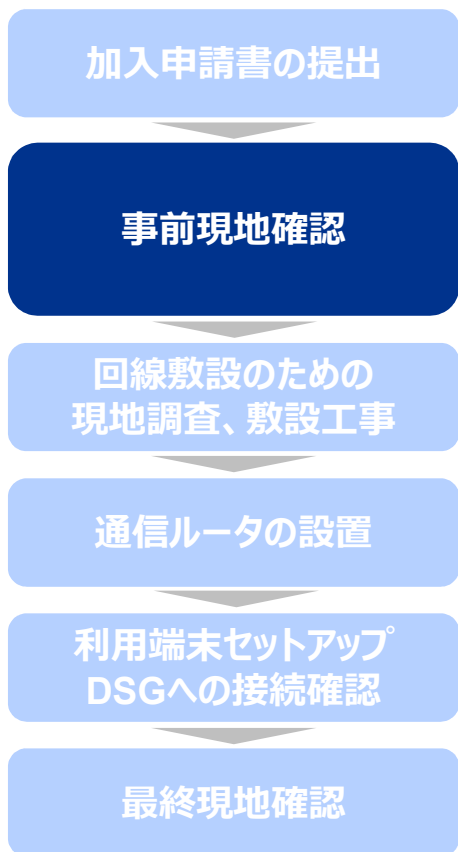 加入申請書の提出
事前現地確認
回線敷設のための
現地調査、敷設工事
通信ルータの設置
利用端末セットアップ
DSGへの接続確認
最終現地確認